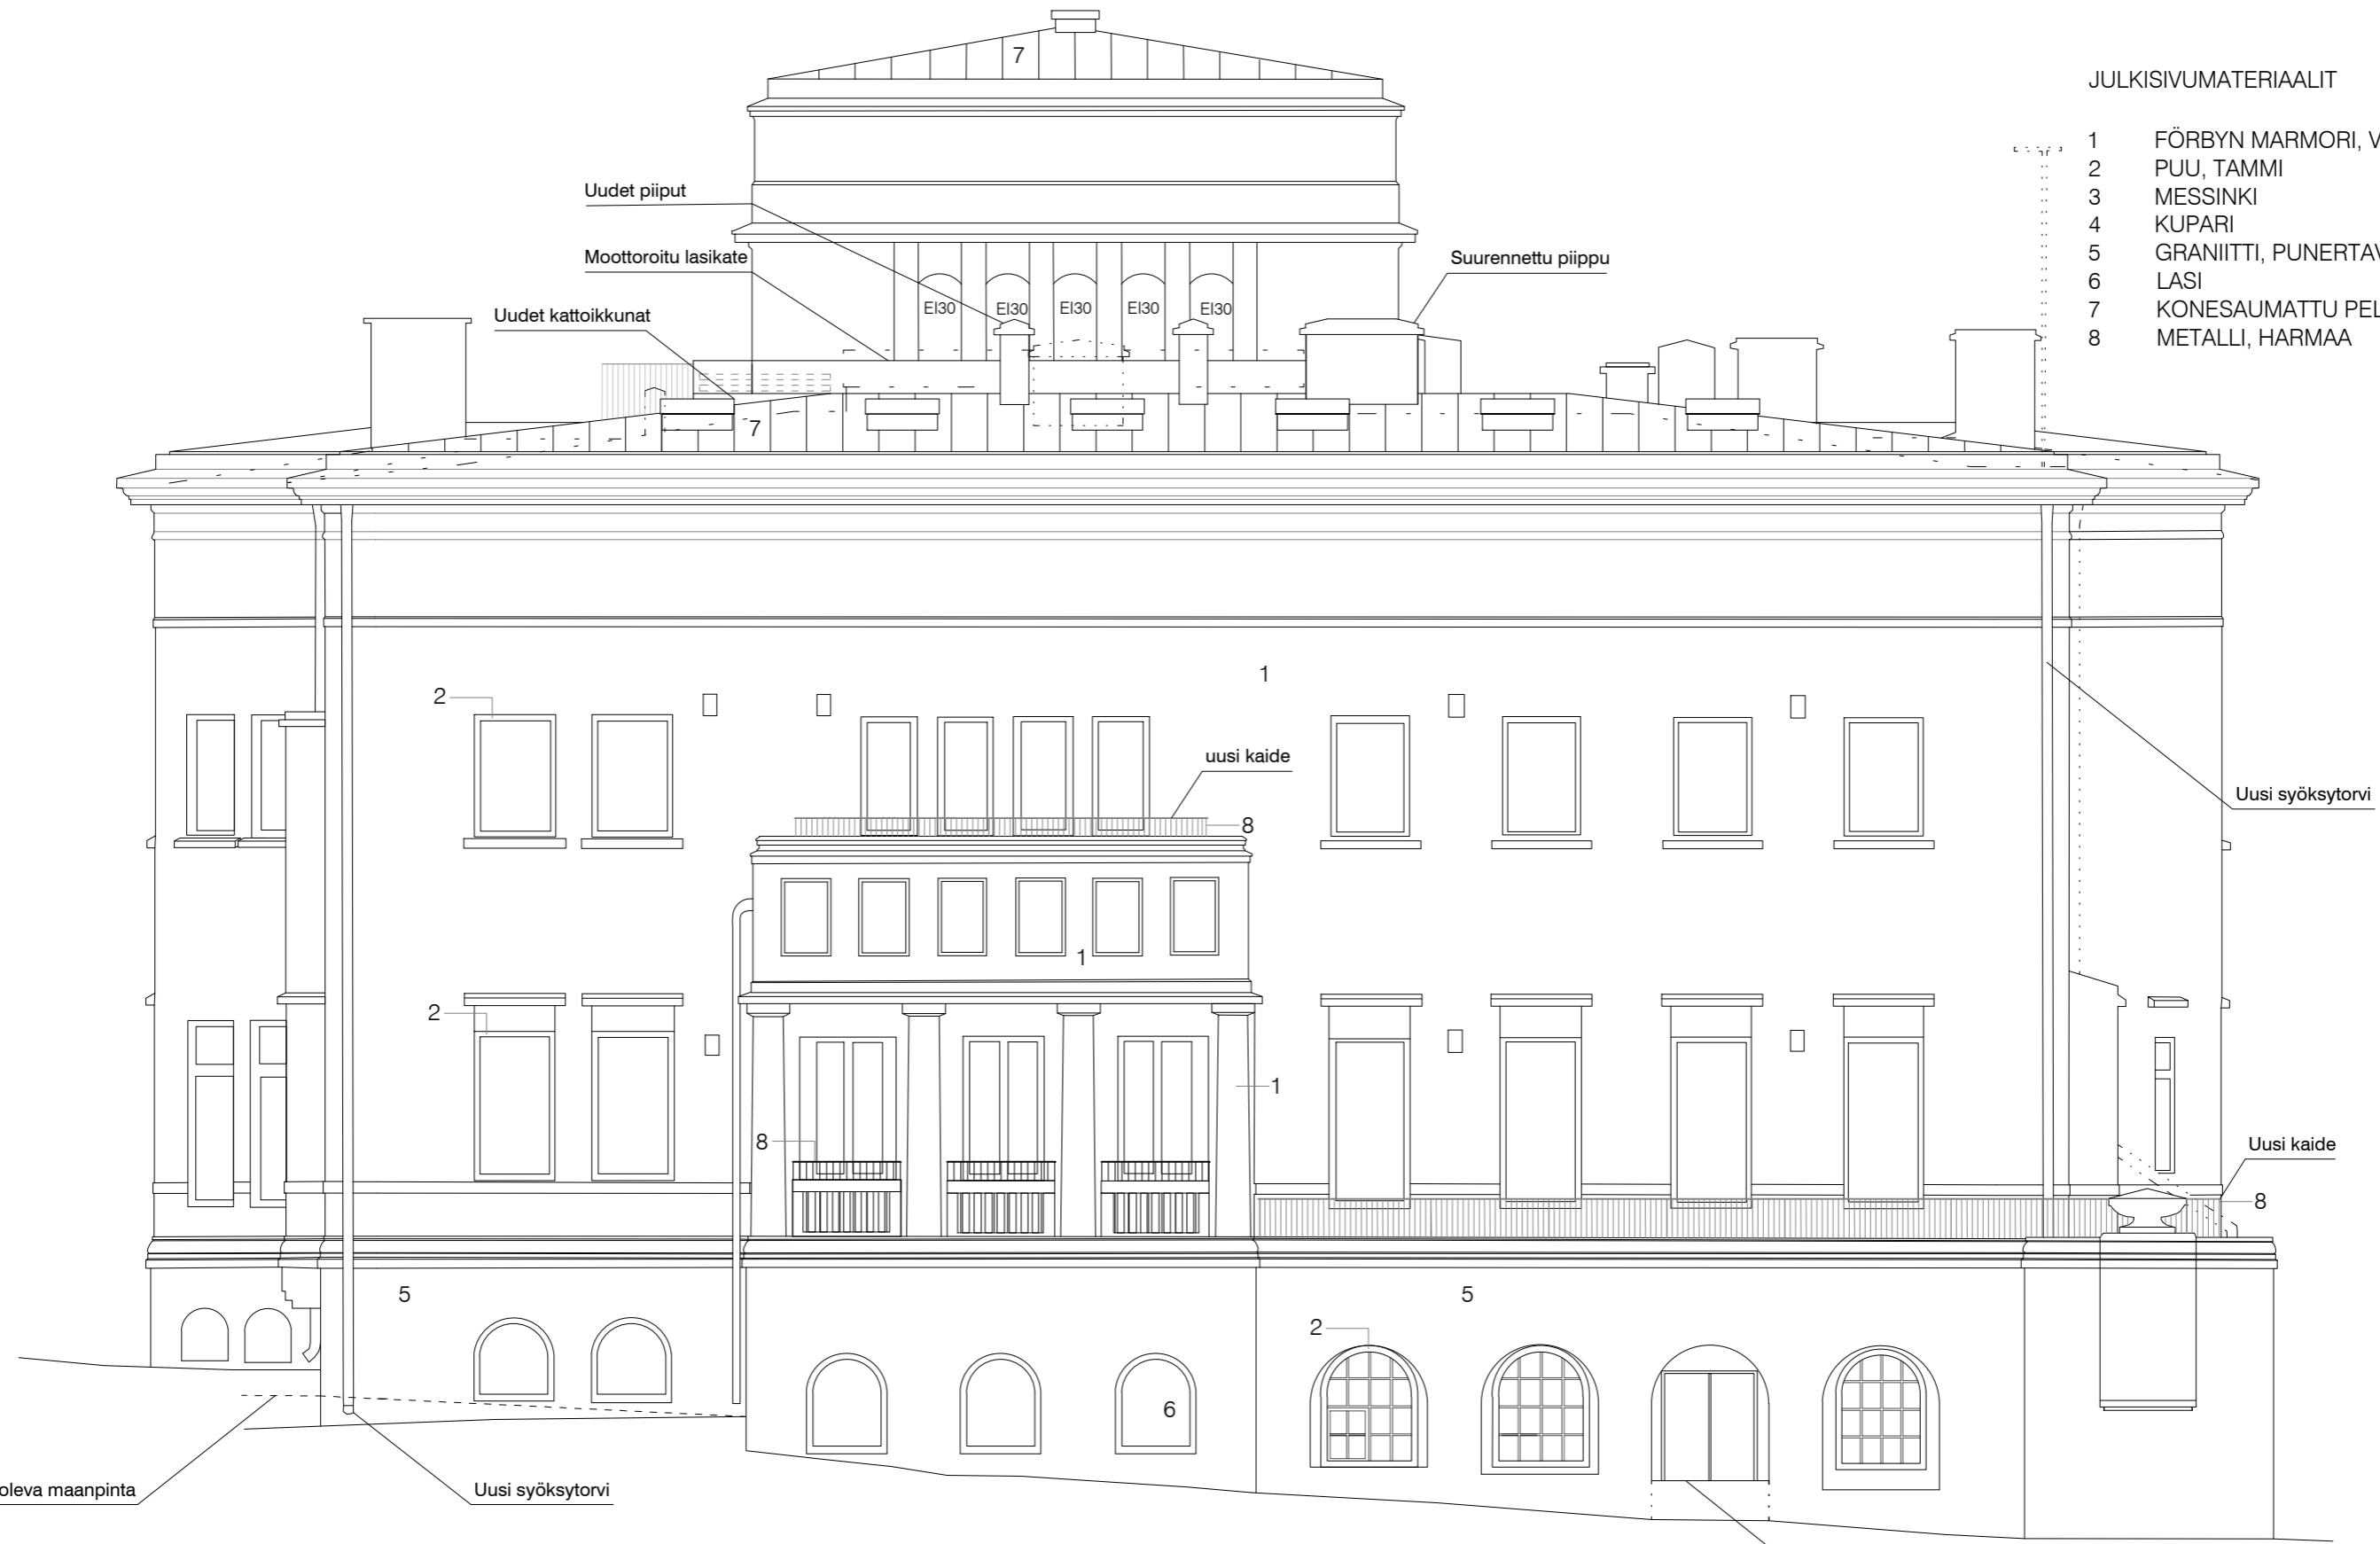 7
JULKISIVUMATERIAALIT
1 FÖRBYN MARMORI,
2 PUU, TAMMI
3 MESSINKI
4 KUPARI
5 GRANIITTI,
6 LASI
7 KONESAUMATTU
8 METALLI, HARMAA
Uudet piiput
Moottoroitu lasikate
Suurennettu piippu
Uudet kattoikkunat
EI30 EI30 EI30 EI30 EI30
7
1
2
uusi kaide
Uusi syöksytorvi
8
1
2
1
8
Uusi kaide
8
5
5
2
6
oleva maanpinta
Uusi syöksytorvi